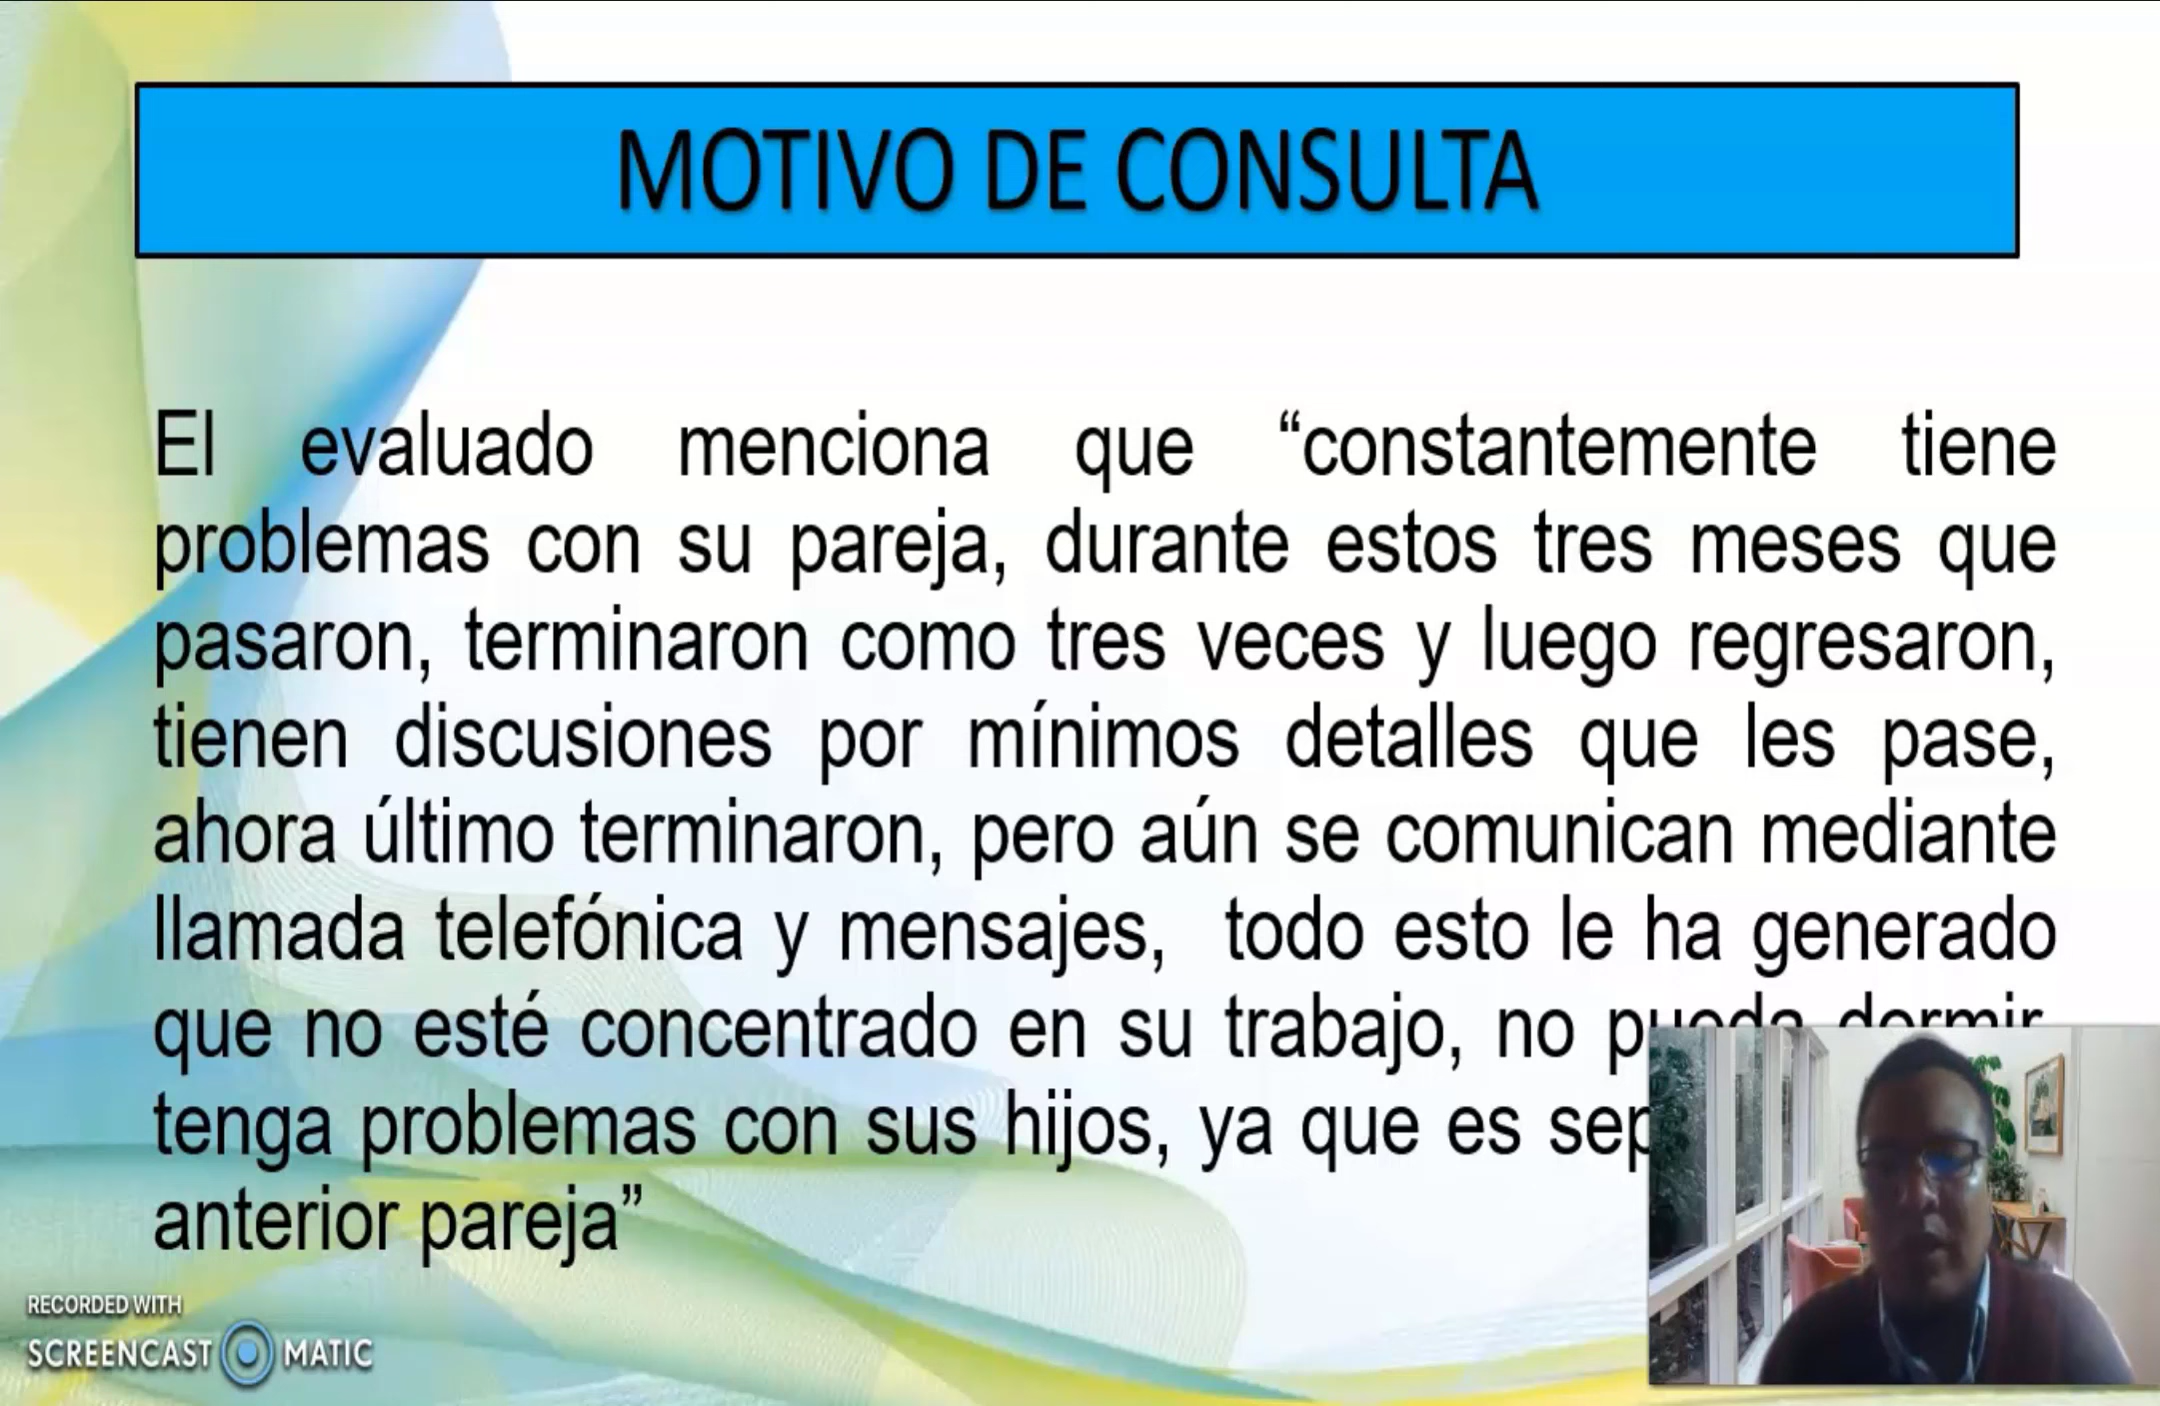 MOTIVO DE CONSULTA
El evaluado menciona que “constantemente tiene
problemas con su pareja, durante estos tres meses que
pasaron, terminaron como tres veces y luego regresaron,
tienen discusiones por mínimos detalles que les pase,
ahora último terminaron, pero aún se comunican mediante
llamada telefónica y mensajes, todo esto le ha generado
que no esté concentrado en su trabajo, no pueda dormir
tenga problemas con sus hijos, ya que es
anterior pareja”
RECORDED WITH
SCREENCAST MATIC